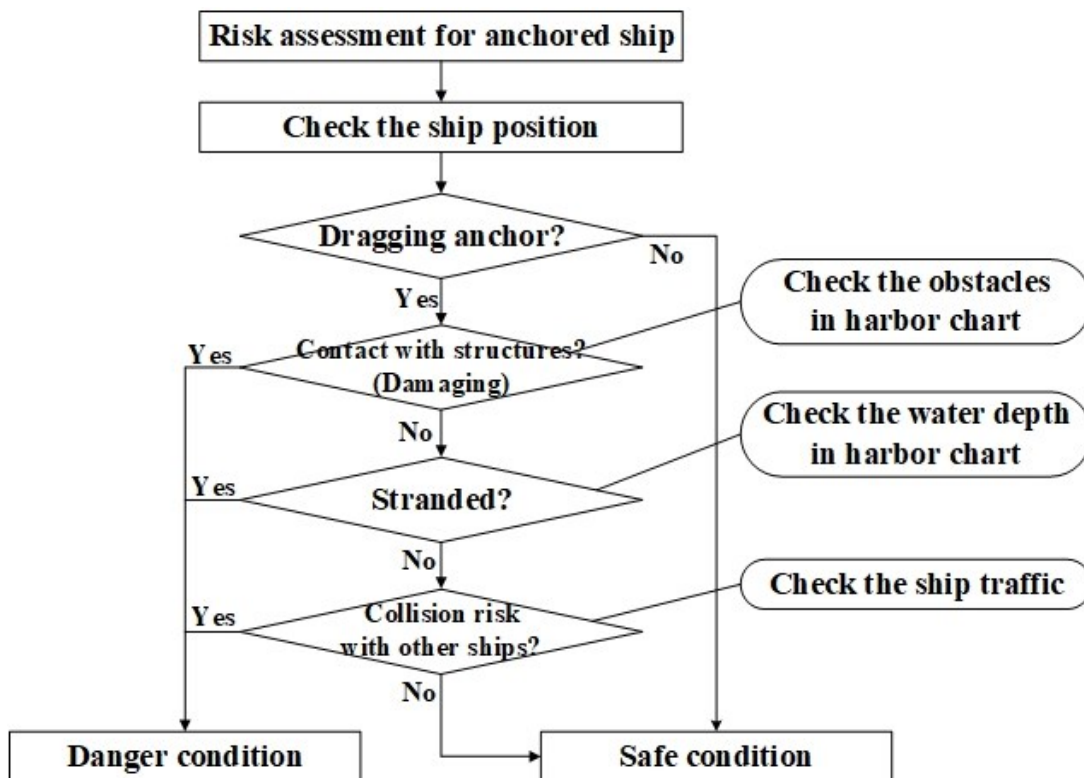 Risk assessment for anchored ship
Check the ship position
Dragging anchor?
No
Yes
Check the obstacles
in harbor chart
Yes
Contact with structures?
(Damaging)
No
Check the water depth
in harbor chart
Yes
Stranded?
No
Check the ship traffic
Yes
Collision risk
with other ships?
No
Danger condition
Safe condition